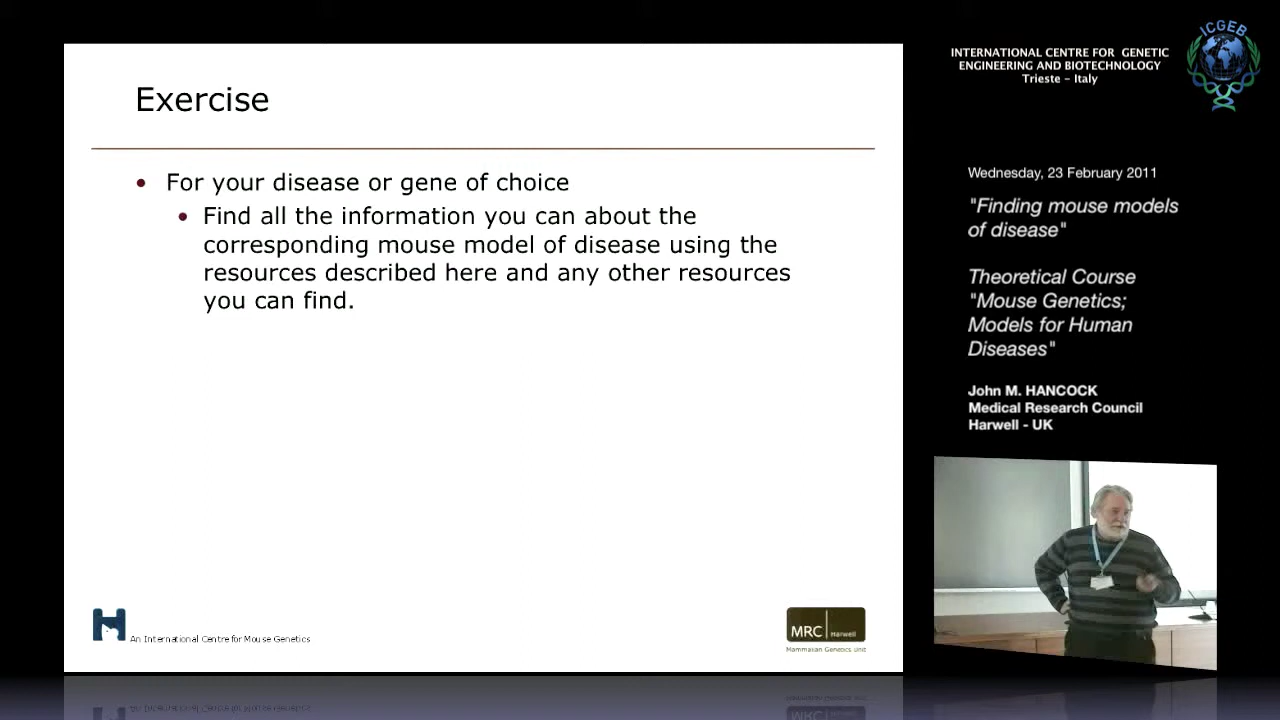 Exercise
For your disease or gene of choice
Find all the information you can about the
corresponding mouse model of disease using the
resources described here and any other resources
you can find.
An International Centre for Mouse Genetics
MRC Harwell
Mammalian Genetics Unit
INTERNATIONAL CENTRE FOR GENETIC
ENGINEERING AND BIOTECHNOLOGY
Trieste - Italy
ICGEB
Wednesday, 23 February 2011
"Finding mouse models
of disease"
Theoretical Course
"Mouse Genetics;
Models for Human
Diseases"
John M. HANCOCK
Medical Research Council
Harwell - UK